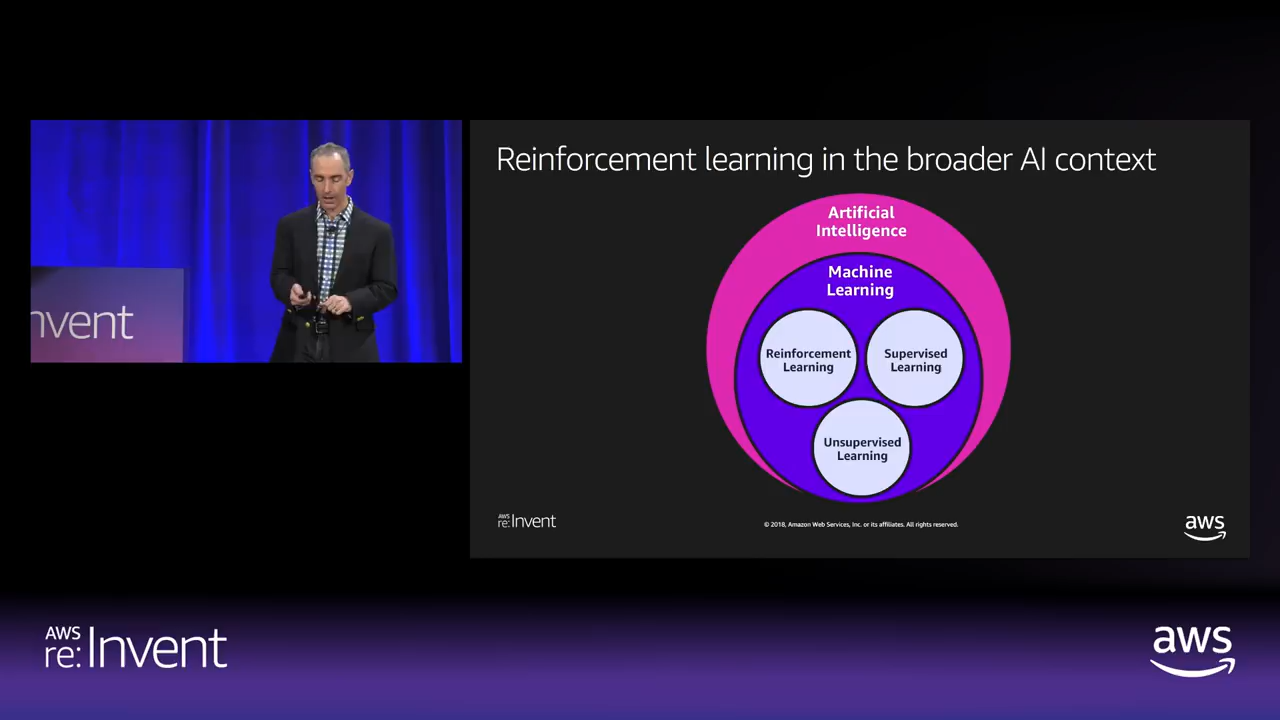 Reinforcement learning in the broader AI context
Artificial
Intelligence
Machine
Learning
Reinforcement
Learning
Supervised
Learning
Unsupervised
Learning
nvent
AWS
re:Invent
© 2018, Amazon Web Services, Inc. or its affiliates. All rights reserved.
aws
AWS
re:Invent
aws